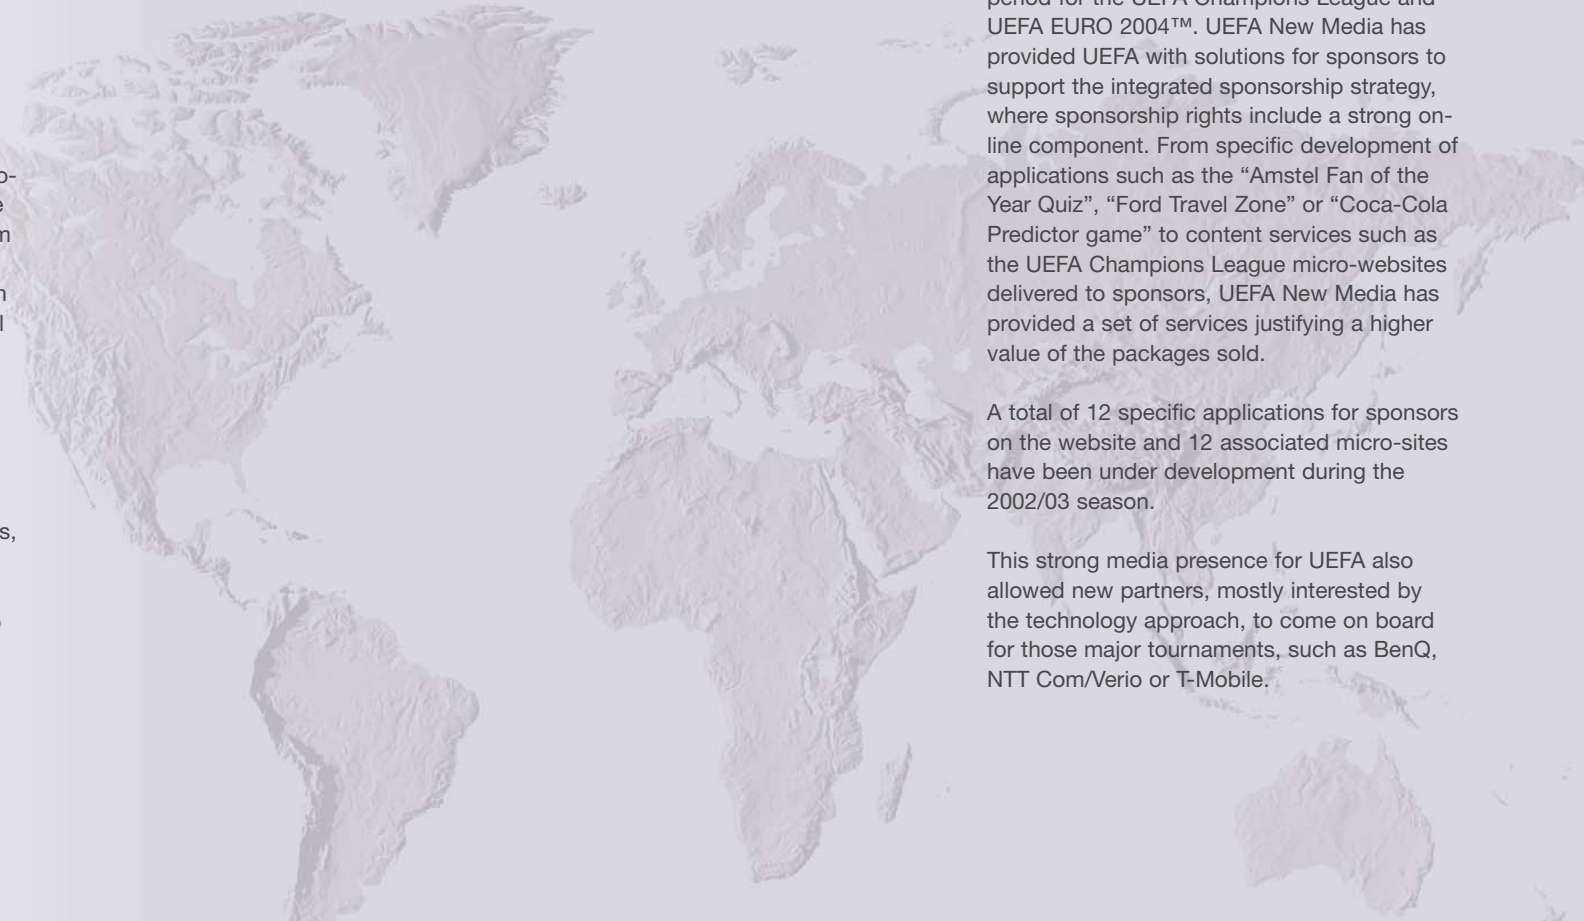 o-
e
m
n
l
s,
period for the UEFA Champions League and
UEFA EURO 2004™. UEFA New Media has
provided UEFA with solutions for sponsors to
support the integrated sponsorship strategy,
where sponsorship rights include a strong on-
line component. From specific development of
applications such as the “Amstel Fan of the
Year Quiz”, “Ford Travel Zone” or “Coca-Cola
Predictor game” to content services such as
the UEFA Champions League micro-websites
delivered to sponsors, UEFA New Media has
provided a set of services justifying a higher
value of the packages sold.
A total of 12 specific applications for sponsors
on the website and 12 associated micro-sites
have been under development during the
2002/03 season.
This strong media presence for UEFA also
allowed new partners, mostly interested by
the technology approach, to come on board
for those major tournaments, such as BenQ,
NTT Com/Verio or T-Mobile.